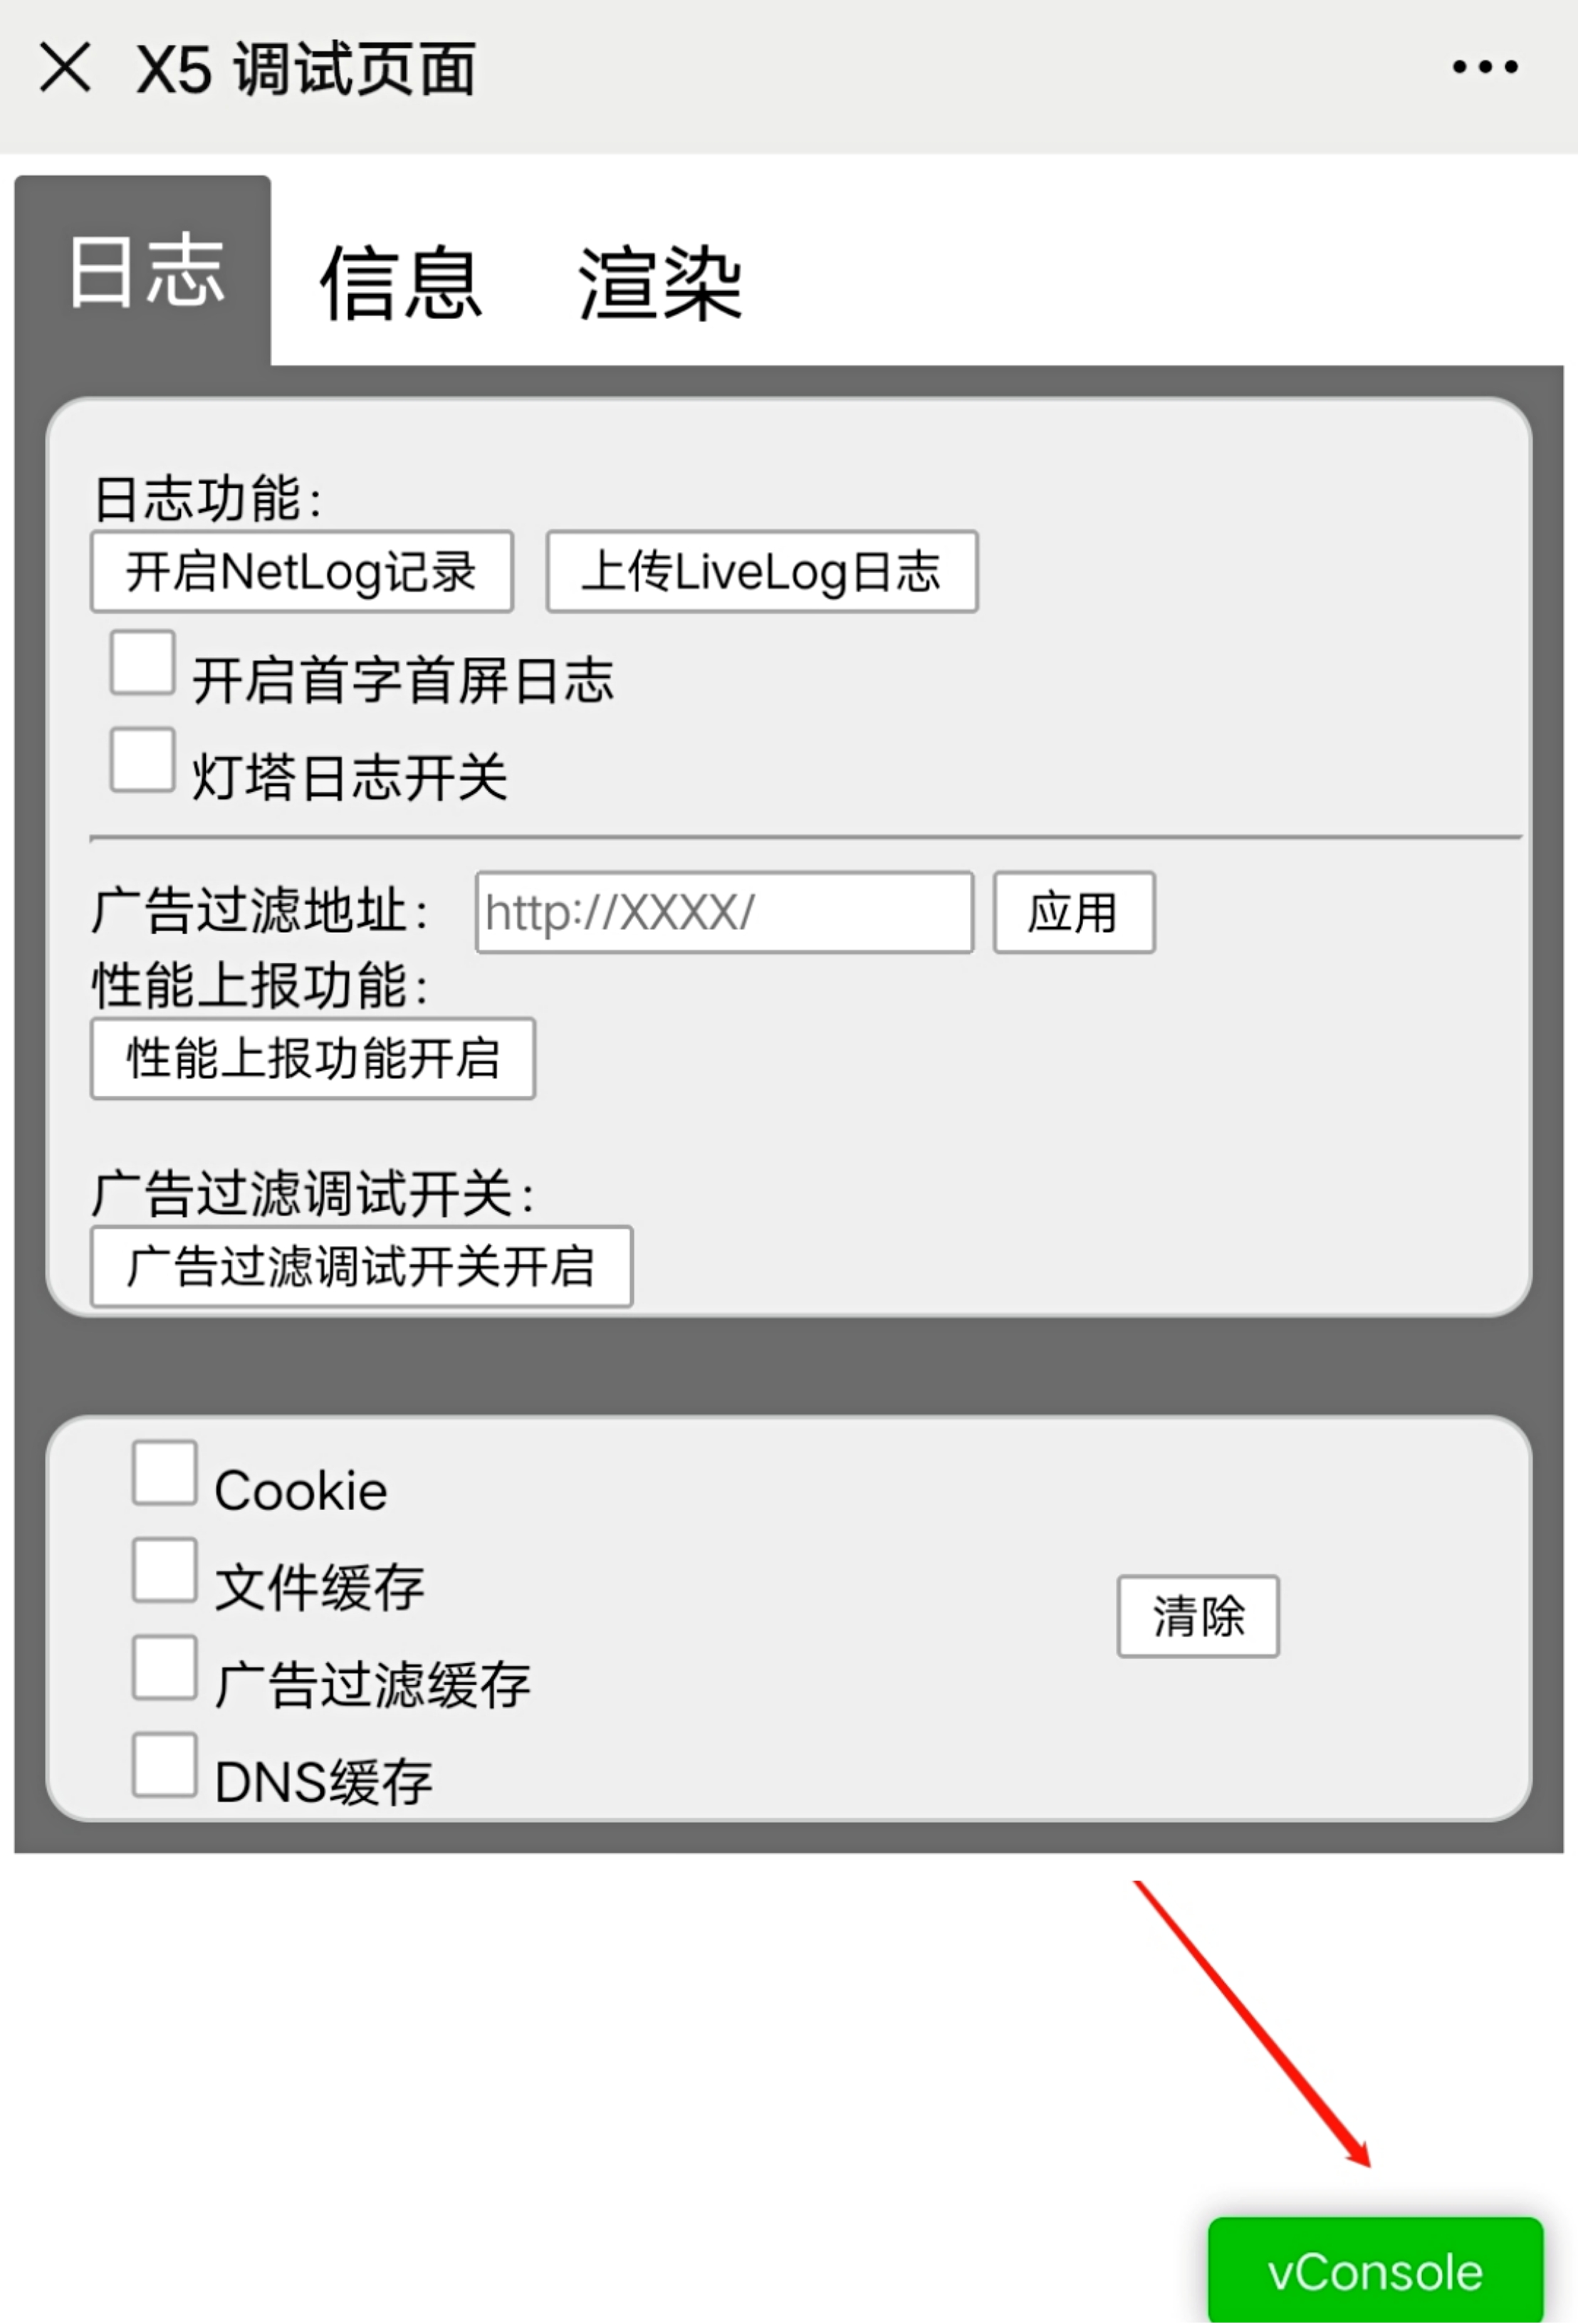 X5 调试页面
日志 信息 渲染
日志功能：
开启NetLog记录 上传LiveLog日志
开启首字首屏日志
灯塔日志开关
广告过滤地址： http://XXXX/ 应用
性能上报功能：
性能上报功能开启
广告过滤调试开关：
广告过滤调试开关开启
Cookie
文件缓存
清除
广告过滤缓存
DNS缓存
vConsole